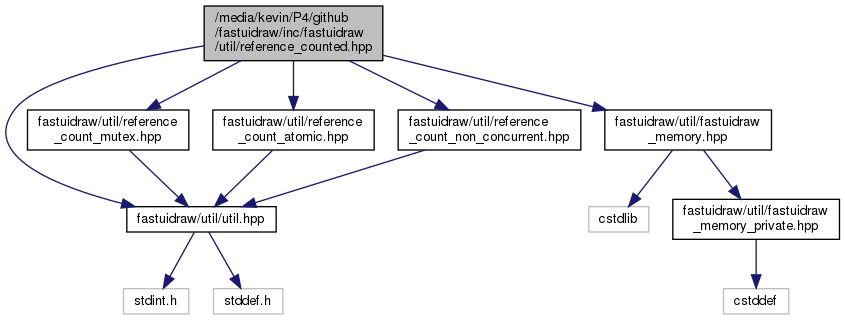 /media/kevin/P4/github
/fastuidraw/inc/fastuidraw
/util/reference_counted.hpp
fastuidraw/util/reference
_count_mutex.hpp
fastuidraw/util/reference
_count_atomic.hpp
fastuidraw/util/reference
_count_non_concurrent.hpp
fastuidraw/util/fastuidraw
_memory.hpp
fastuidraw/util/util.hpp
cstdlib
fastuidraw/util/fastuidraw
_memory_private.hpp
stdint.h
stddef.h
cstddef